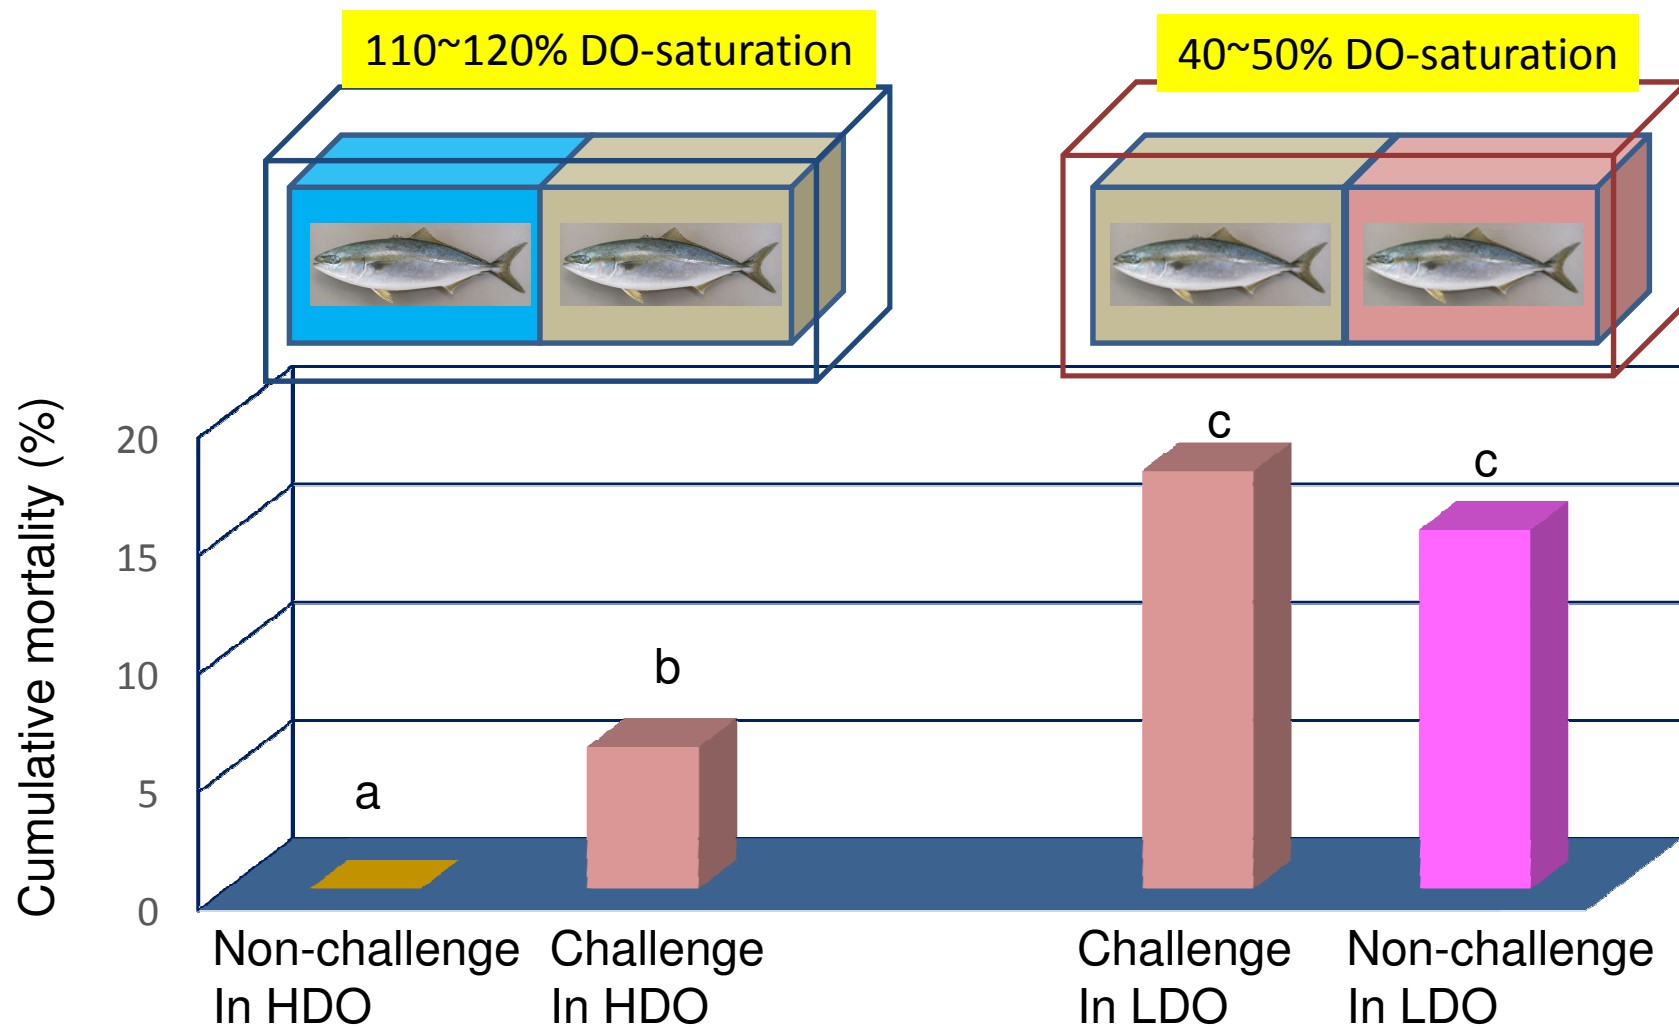 110~120% DO-saturation
40~50% DO-saturation
Cumulative mortality (%)
20
15
10
5
0
a
b
c
c
Non-challenge
In HDO
Challenge
In HDO
Challenge
In LDO
Non-challenge
In LDO